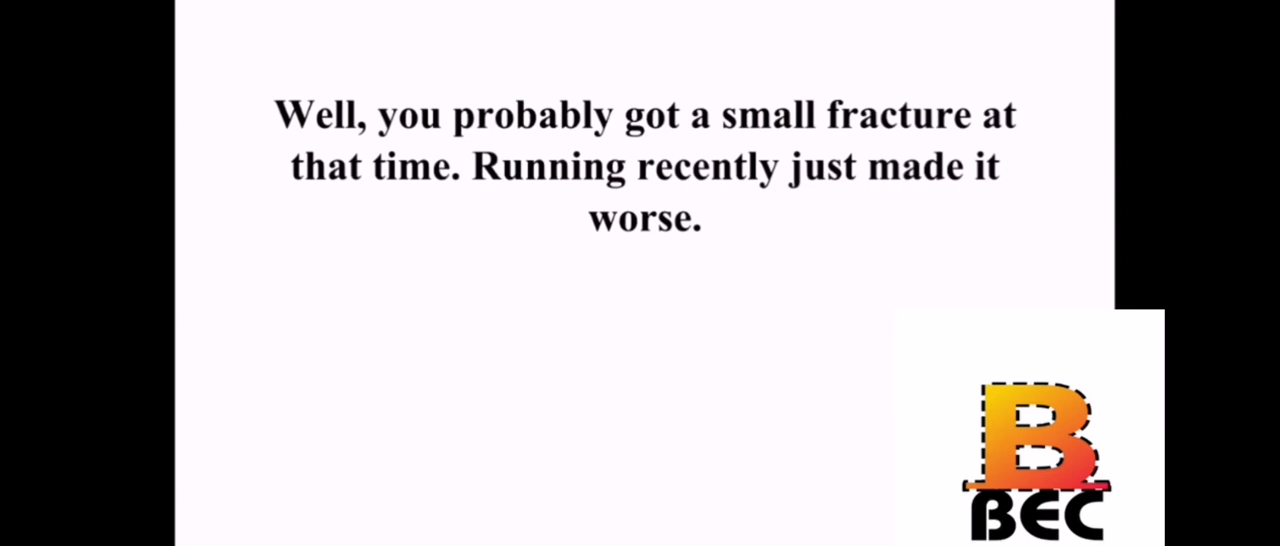 Well, you probably got a small fracture at
that time. Running recently just made it
worse.
B
BEC